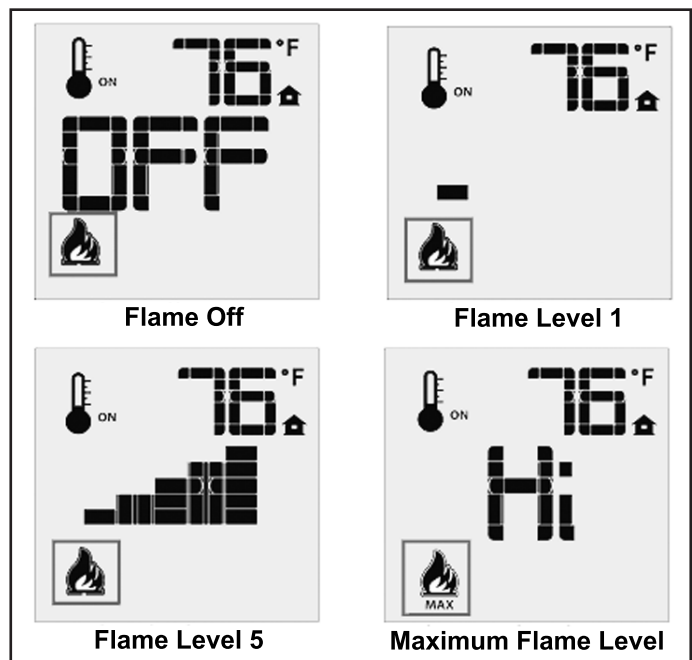 ON 76 °F
OFF
Flame Off
ON 76 °F
Flame Level 1
ON 76 °F
Flame Level 5
ON 76 °F
Hi
MAX
Maximum Flame Level